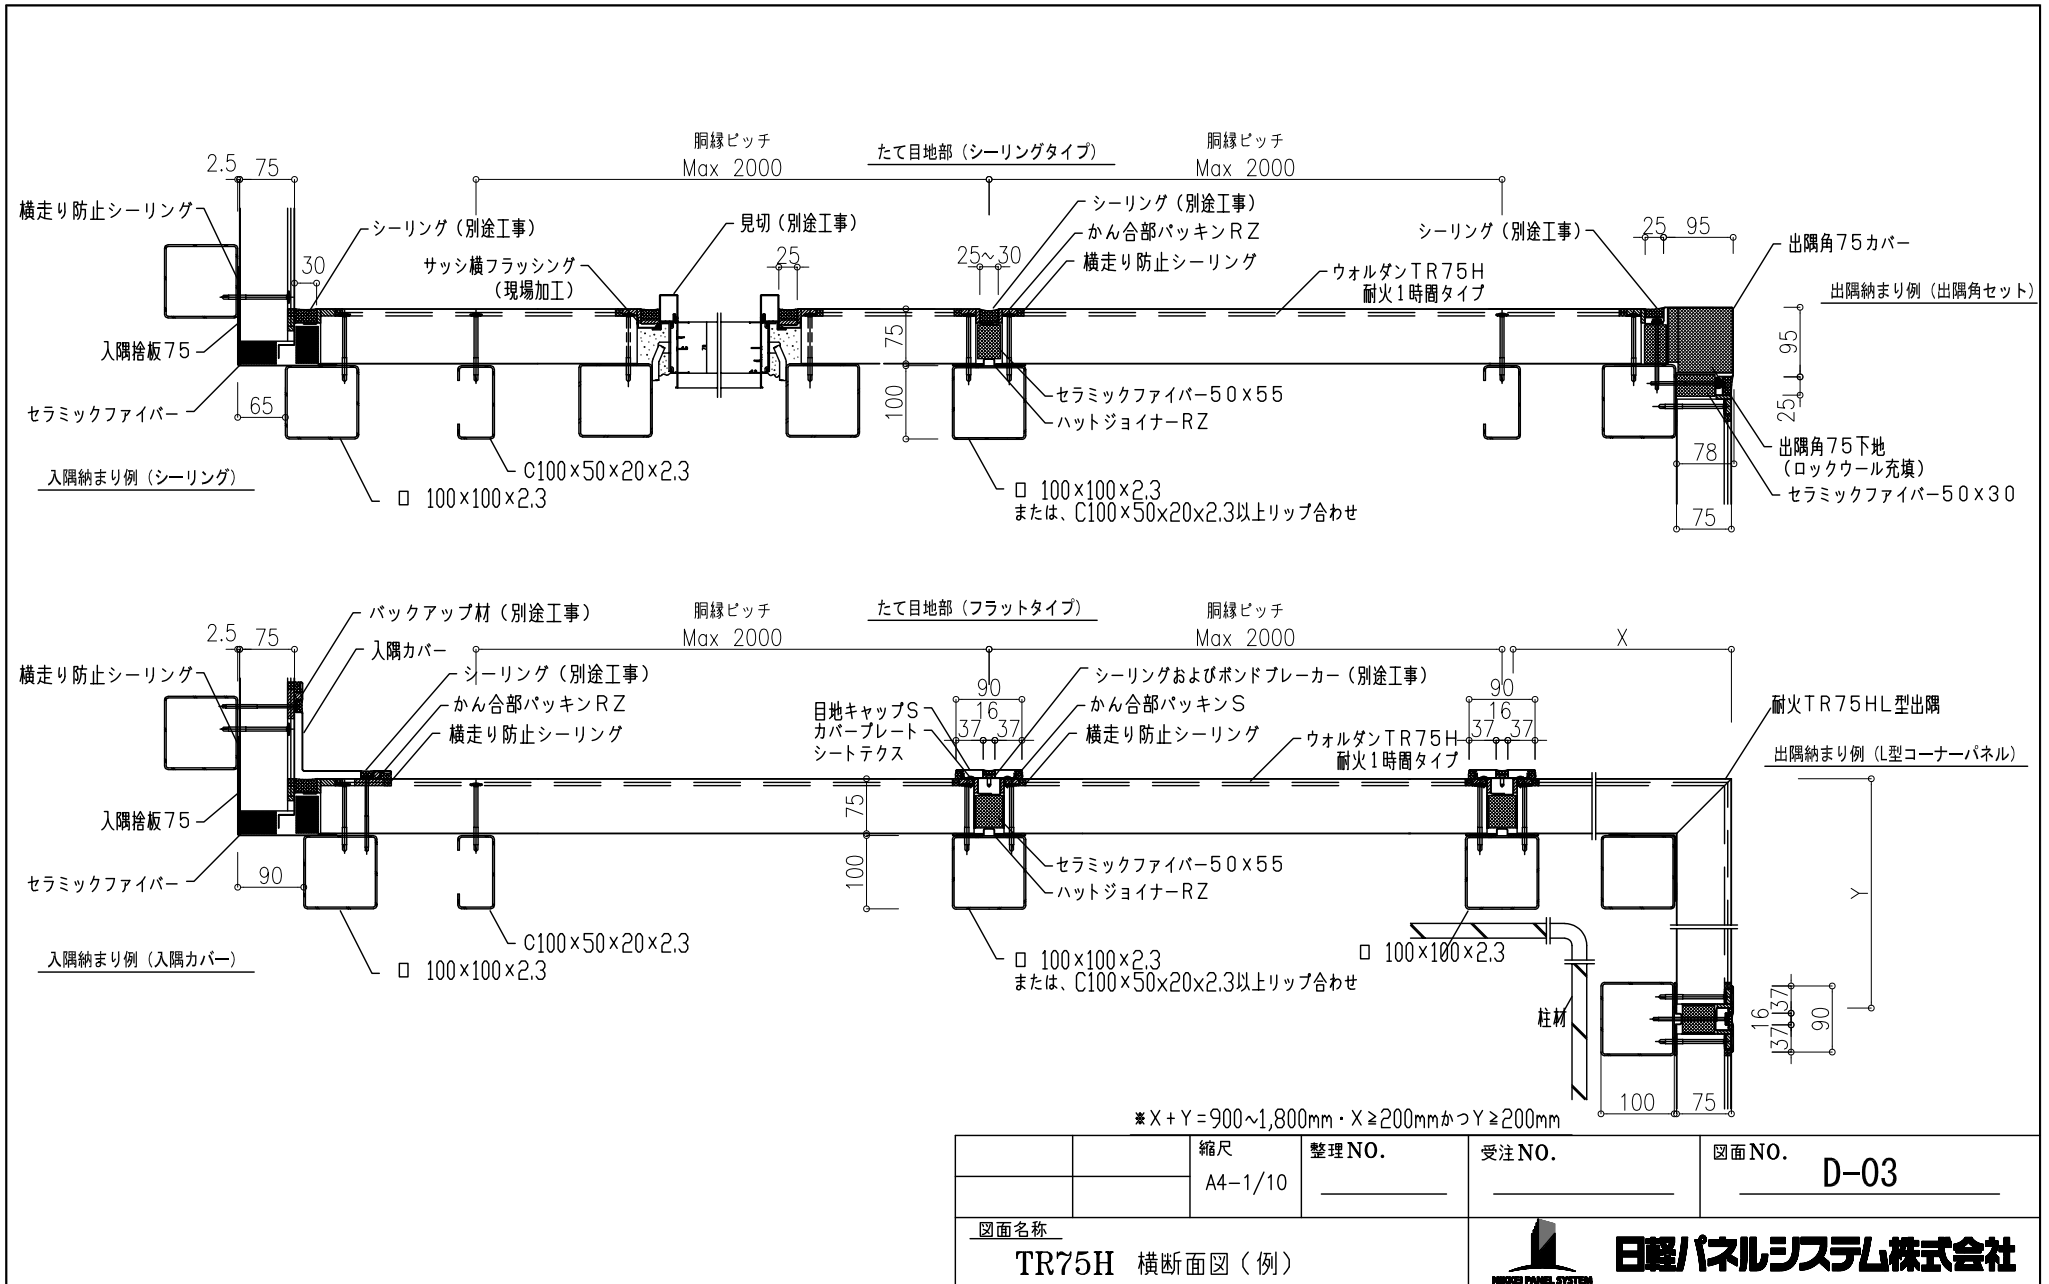 胴縁ピッチ
Max 2000
たて目地部（シーリングタイプ）
胴縁ピッチ
Max 2000
2.5
75
横走り防止シーリング
シーリング（別途工事）
30
サッシ横フラッシング
（現場加工）
見切（別途工事）
25
25~30
シーリング（別途工事）
かん合部パッキンＲＺ
横走り防止シーリング
ウォルダンＴＲ７５Ｈ
耐火１時間タイプ
シーリング（別途工事）
25
95
出隅角７５カバー
出隅納まり例（出隅角セット）
入隅捨板７５
セラミックファイバー
65
75
100
セラミックファイバー５０×５５
ハットジョイナーＲＺ
95
25
78
出隅角７５下地
（ロックウール充填）
セラミックファイバー５０×３０
75
入隅納まり例（シーリング）
C100×50×20×2.3
□ 100×100×2.3
□ 100×100×2.3
または、C100×50x20x2.3以上リップ合わせ
バックアップ材（別途工事）
入隅カバー
2.5
75
横走り防止シーリング
シーリング（別途工事）
かん合部パッキンＲＺ
横走り防止シーリング
胴縁ピッチ
Max 2000
たて目地部（フラットタイプ）
胴縁ピッチ
Max 2000
X
シーリングおよびボンドブレーカー（別途工事）
90
16
37
37
目地キャップＳ
カバープレート
シートテクス
かん合部パッキンＳ
横走り防止シーリング
ウォルダンＴＲ７５Ｈ
耐火１時間タイプ
90
16
37
37
耐火ＴＲ７５ＨＬ型出隅
出隅納まり例（L型コーナーパネル）
入隅捨板７５
セラミックファイバー
90
75
100
セラミックファイバー５０×５５
ハットジョイナーＲＺ
Y
入隅納まり例（入隅カバー）
C100×50×20×2.3
□ 100×100×2.3
□ 100×100×2.3
または、C100×50x20x2.3以上リップ合わせ
□ 100×100×2.3
柱材
37
16
37
90
100
75
※X＋Y＝900~1,800mm・X≧200mmかつY≧200mm
縮尺
A4-1/10
整理NO.
受注NO.
図面NO.
D-03
図面名称
TR75H 横断面図（例）
NIKKEI PANEL SYSTEM
日軽パネルシステム株式会社